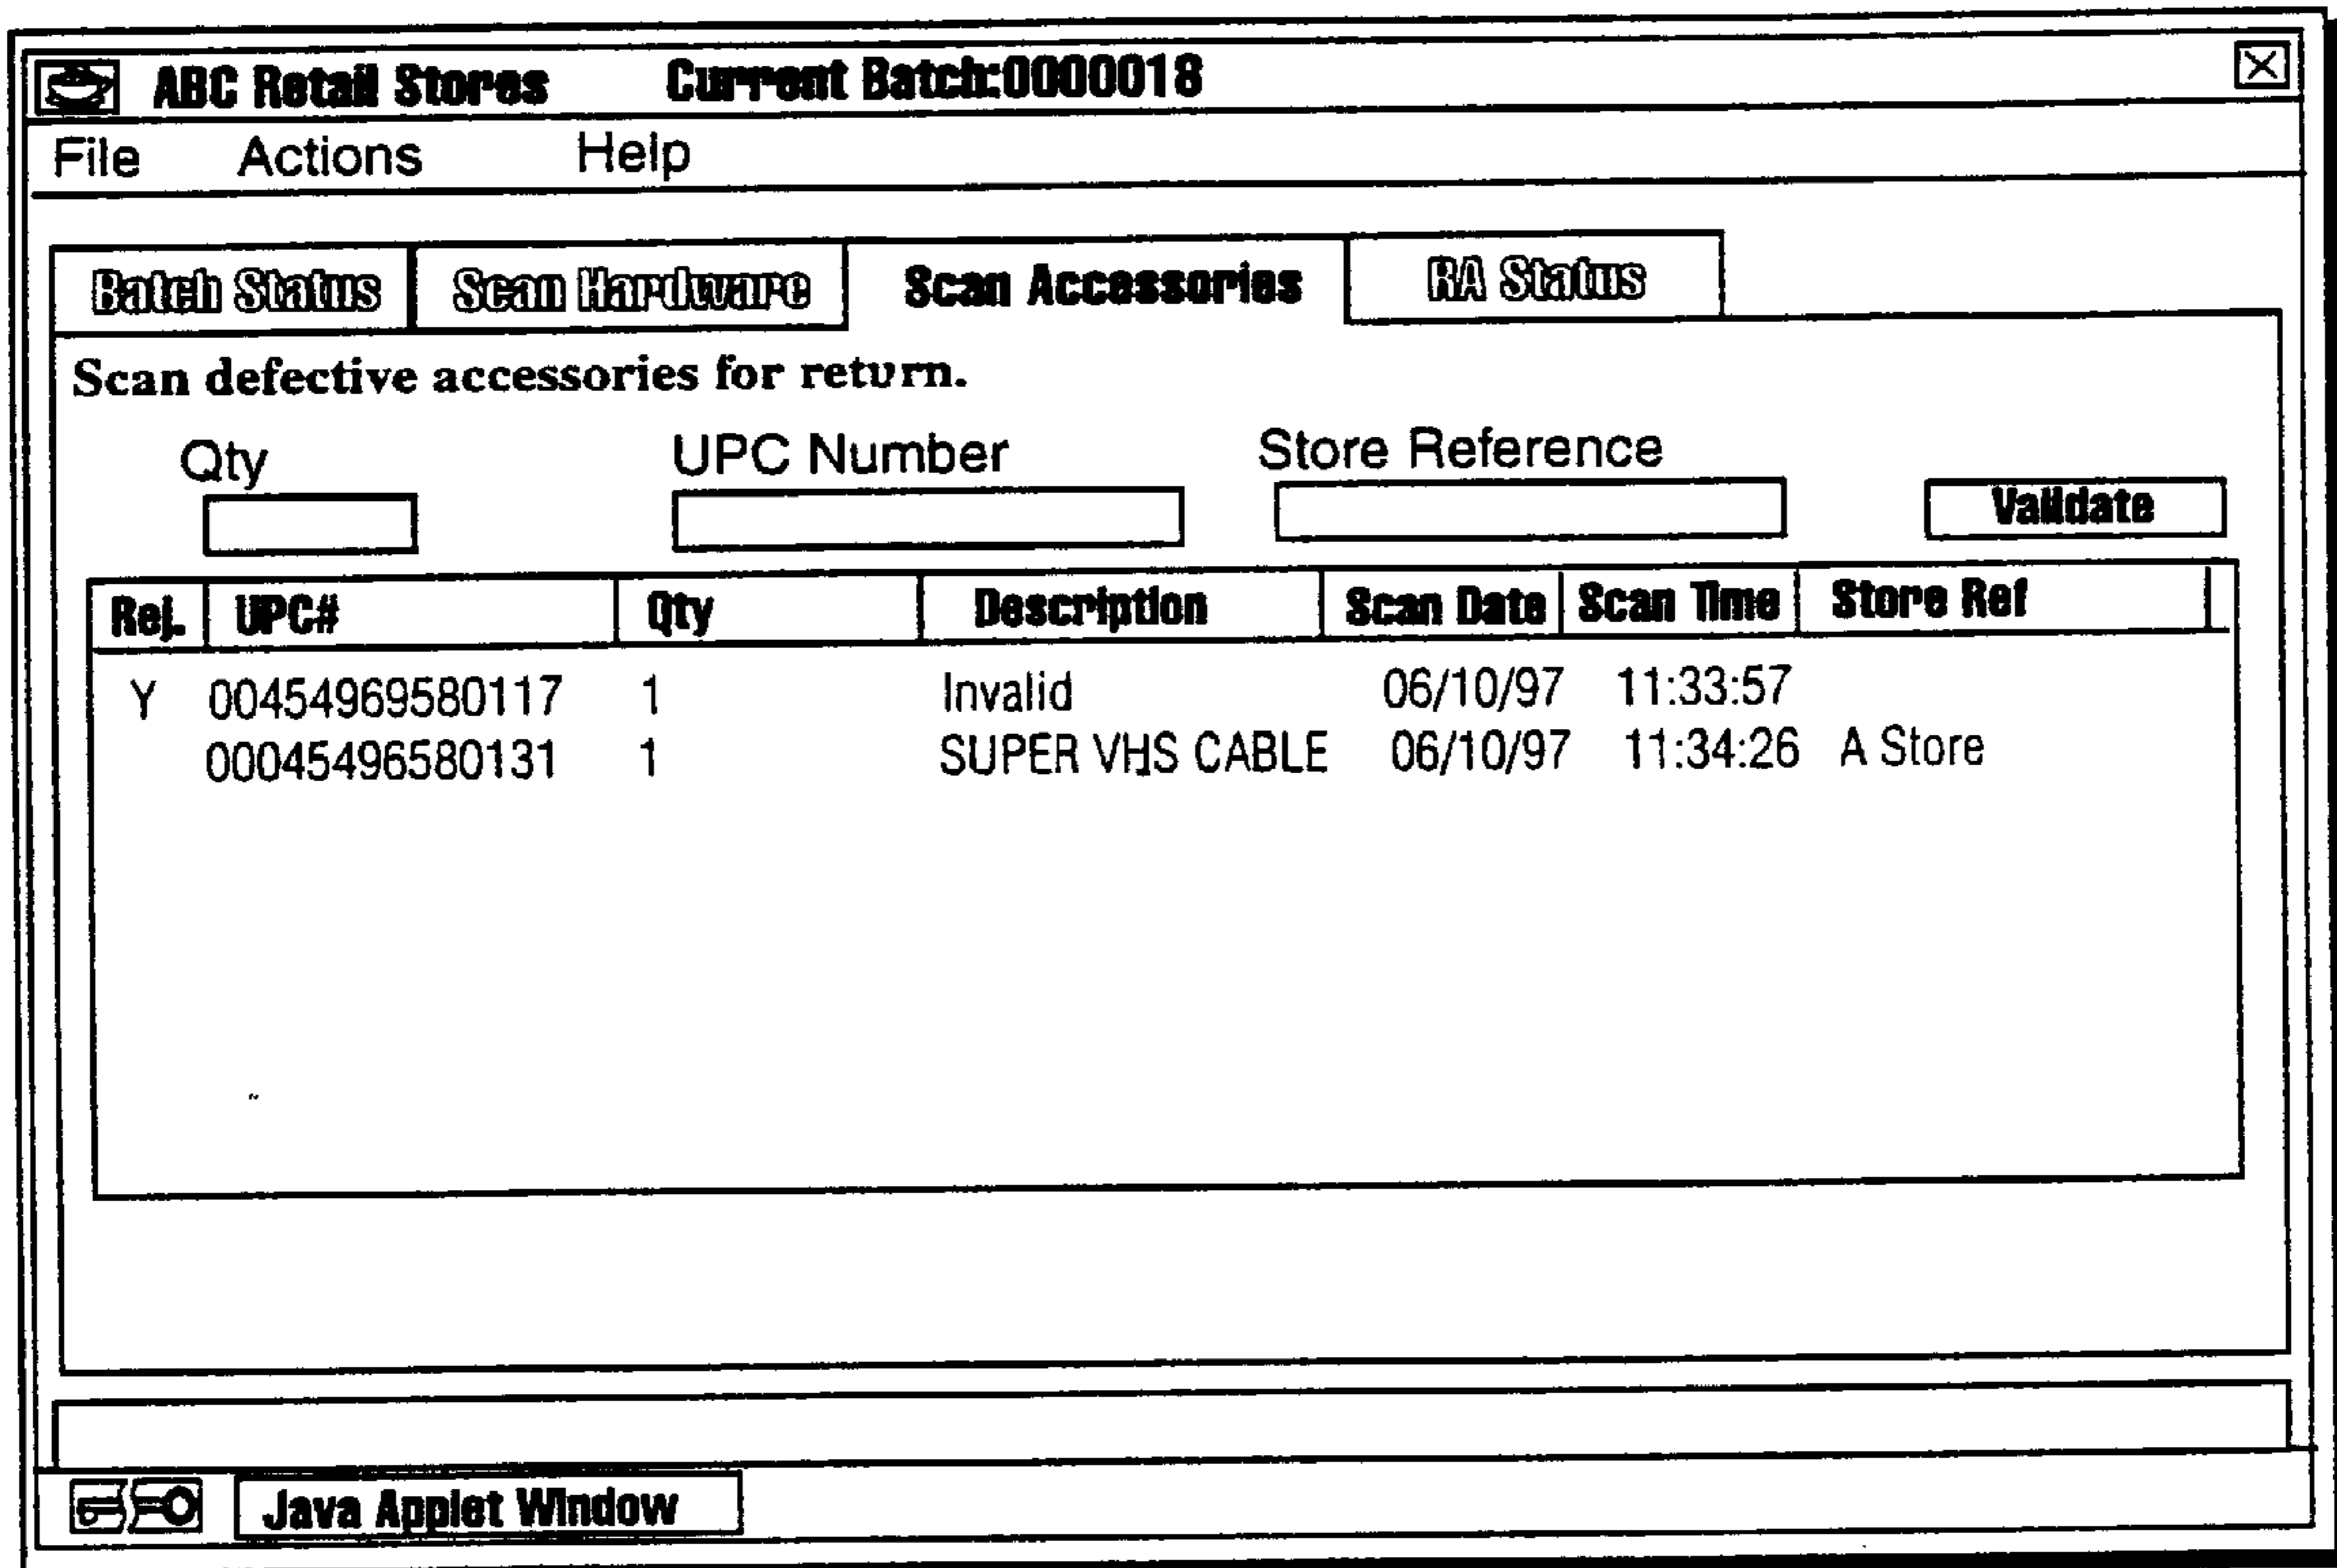 ABC Retail Stores Current Batch:0000018
File Actions Help
Batch Status Scan Hardware Scan Accessories RA Status
Scan defective accessories for return.
Qty UPC Number Store Reference
Validate
Rej. UPC# Qty Description Scan Date Scan Time Store Ref
Y 00454969580117 1 Invalid 06/10/97 11:33:57
00045496580131 1 SUPER VHS CABLE 06/10/97 11:34:26 A Store
Java Applet Window